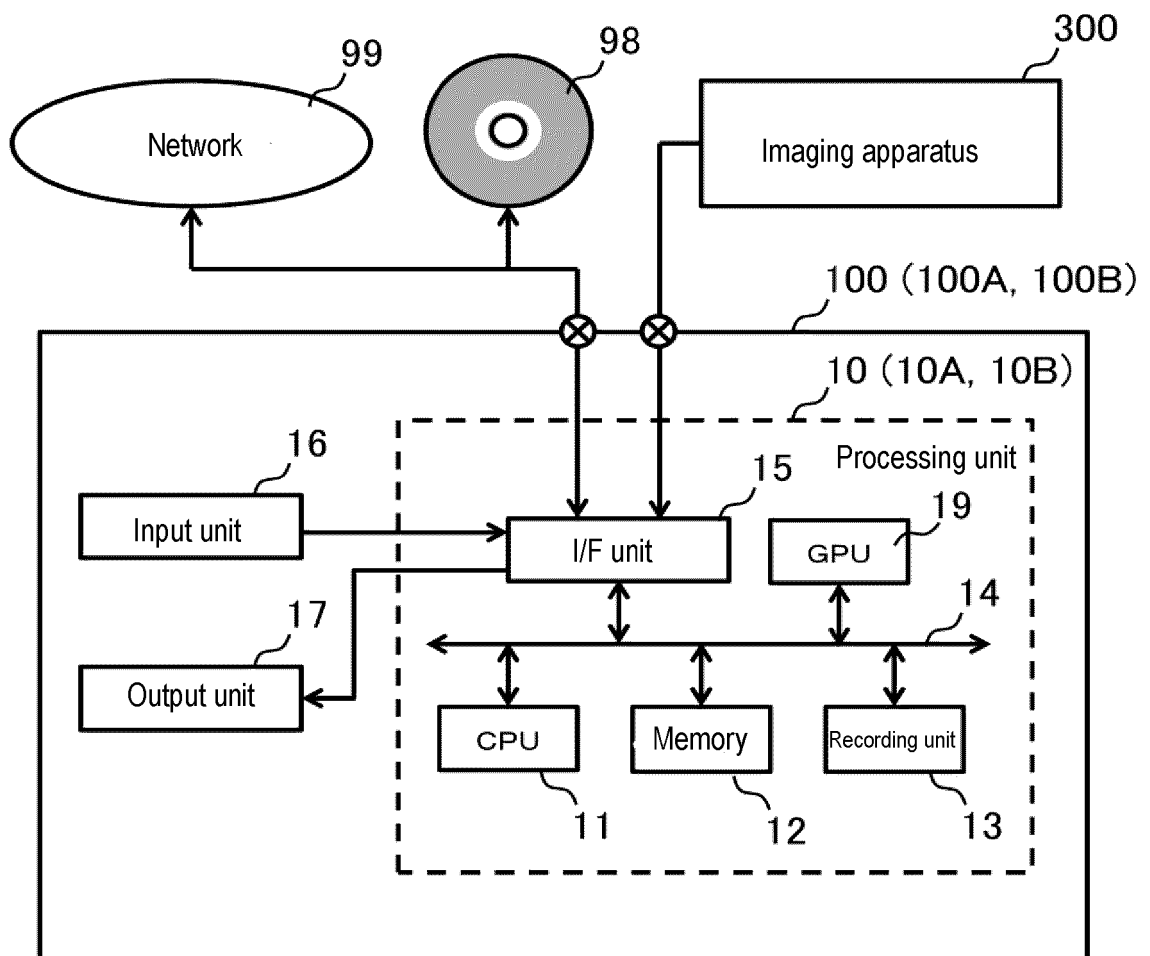 99
98
300
Network
Imaging apparatus
100 (100A, 100B)
10 (10A, 10B)
Processing unit
16
15
19
Input unit
I/F unit
GPU
17
14
Output unit
CPU
Memory
Recording unit
11
12
13